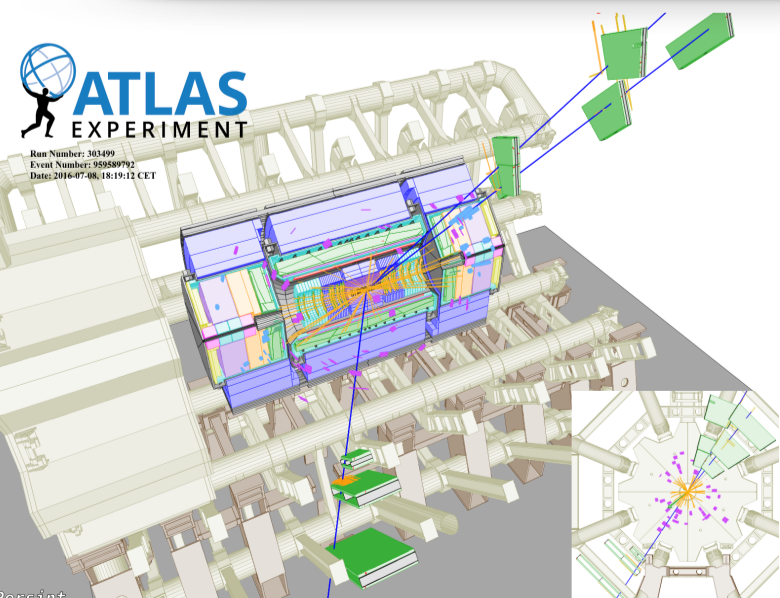 ATLAS
EXPERIMENT
Run Number: 303499
Event Number: 959589792
Date: 2016-07-08, 18:19:12 CET